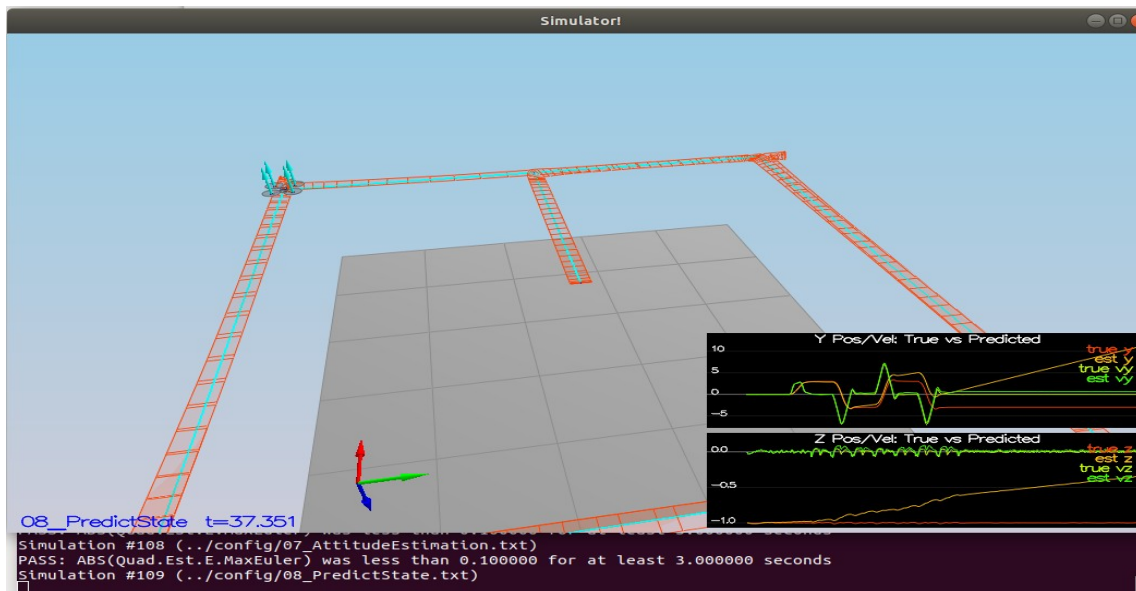 Simulator!
Y Pos/Vel: True vs Predicted
10
5
0
−5
true y
est y
true vy
est vy
Z Pos/Vel: True vs Predicted
0.0
−0.5
−1.0
true z
est z
true vz
est vz
08_PredictState t=37.351
Simulation #108 (../config/07_AttitudeEstimation.txt)
PASS: ABS(Quad.Est.E.MaxEuler) was less than 0.100000 for at least 3.000000 seconds
Simulation #109 (../config/08_PredictState.txt)